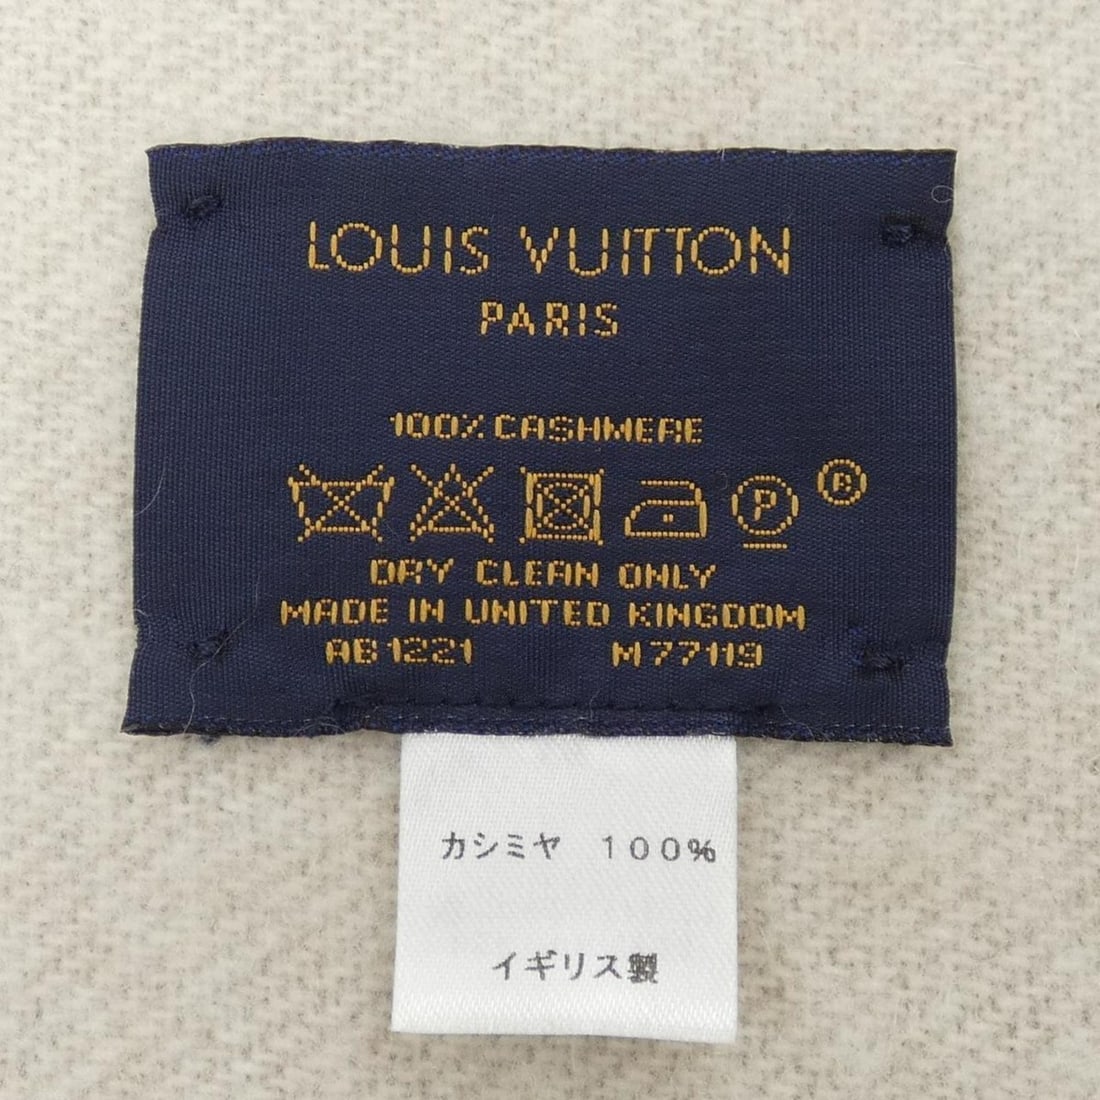 LOUIS VUITTON
PARIS
100% CASHMERE
P ®
DRY CLEAN ONLY
MADE IN UNITED KINGDOM
AB1221 M77119
カシミヤ 100%
イギリス製